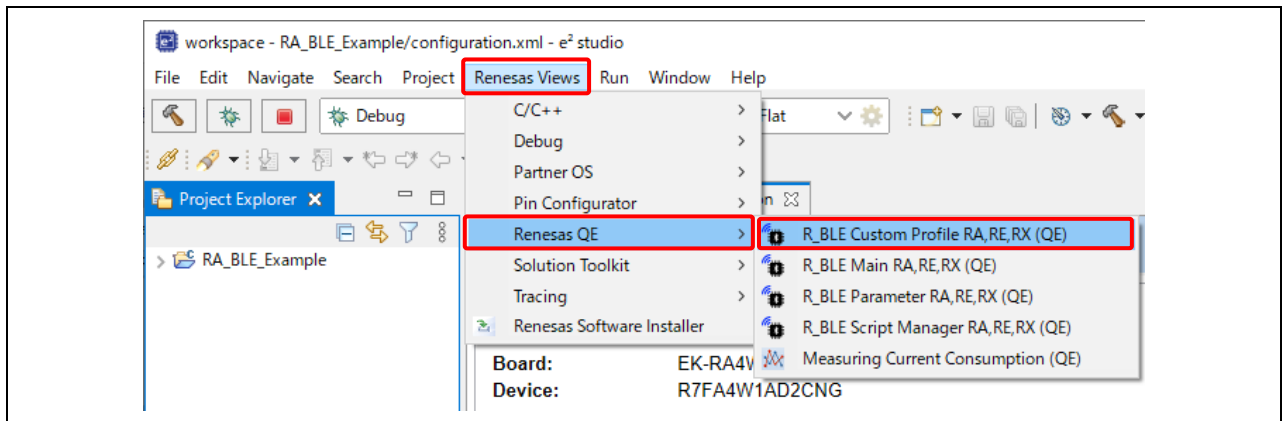 workspace - RA_BLE_Example/configuration.xml - e² studio
File Edit Navigate Search Project Renesas Views Run Window Help
Debug
Flat
C/C++
Debug
Partner OS
Project Explorer
Pin Configurator
Renesas QE
R_BLE Custom Profile RA,RE,RX (QE)
RA_BLE_Example
Solution Toolkit
R_BLE Main RA,RE,RX (QE)
Tracing
R_BLE Parameter RA,RE,RX (QE)
Renesas Software Installer
R_BLE Script Manager RA,RE,RX (QE)
Measuring Current Consumption (QE)
Board: EK-RA4
Device: R7FA4W1AD2CNG